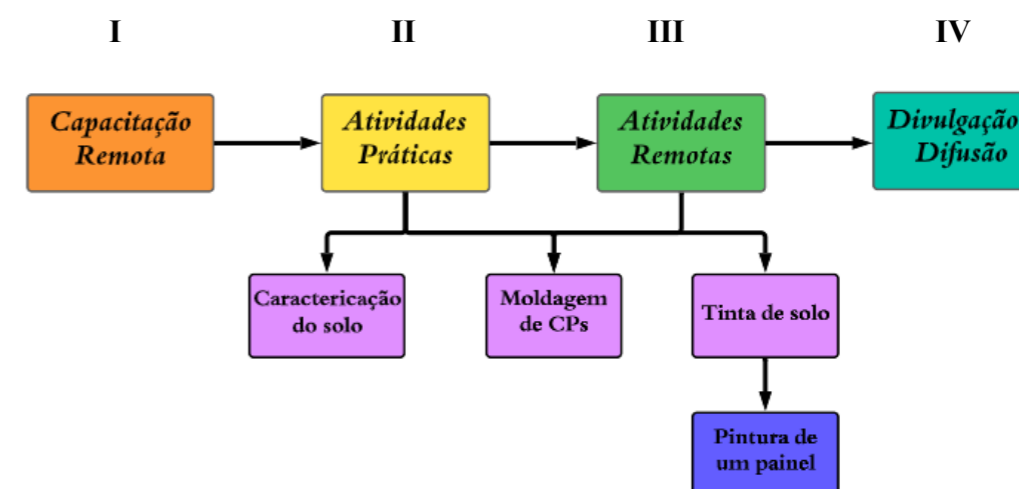 I
II
III
IV
Capacitação
Remota
Atividades
Práticas
Atividades
Remotas
Divulgação
Difusão
Caractericação
do solo
Moldagem
de CPs
Tinta de solo
Pintura de
um painel